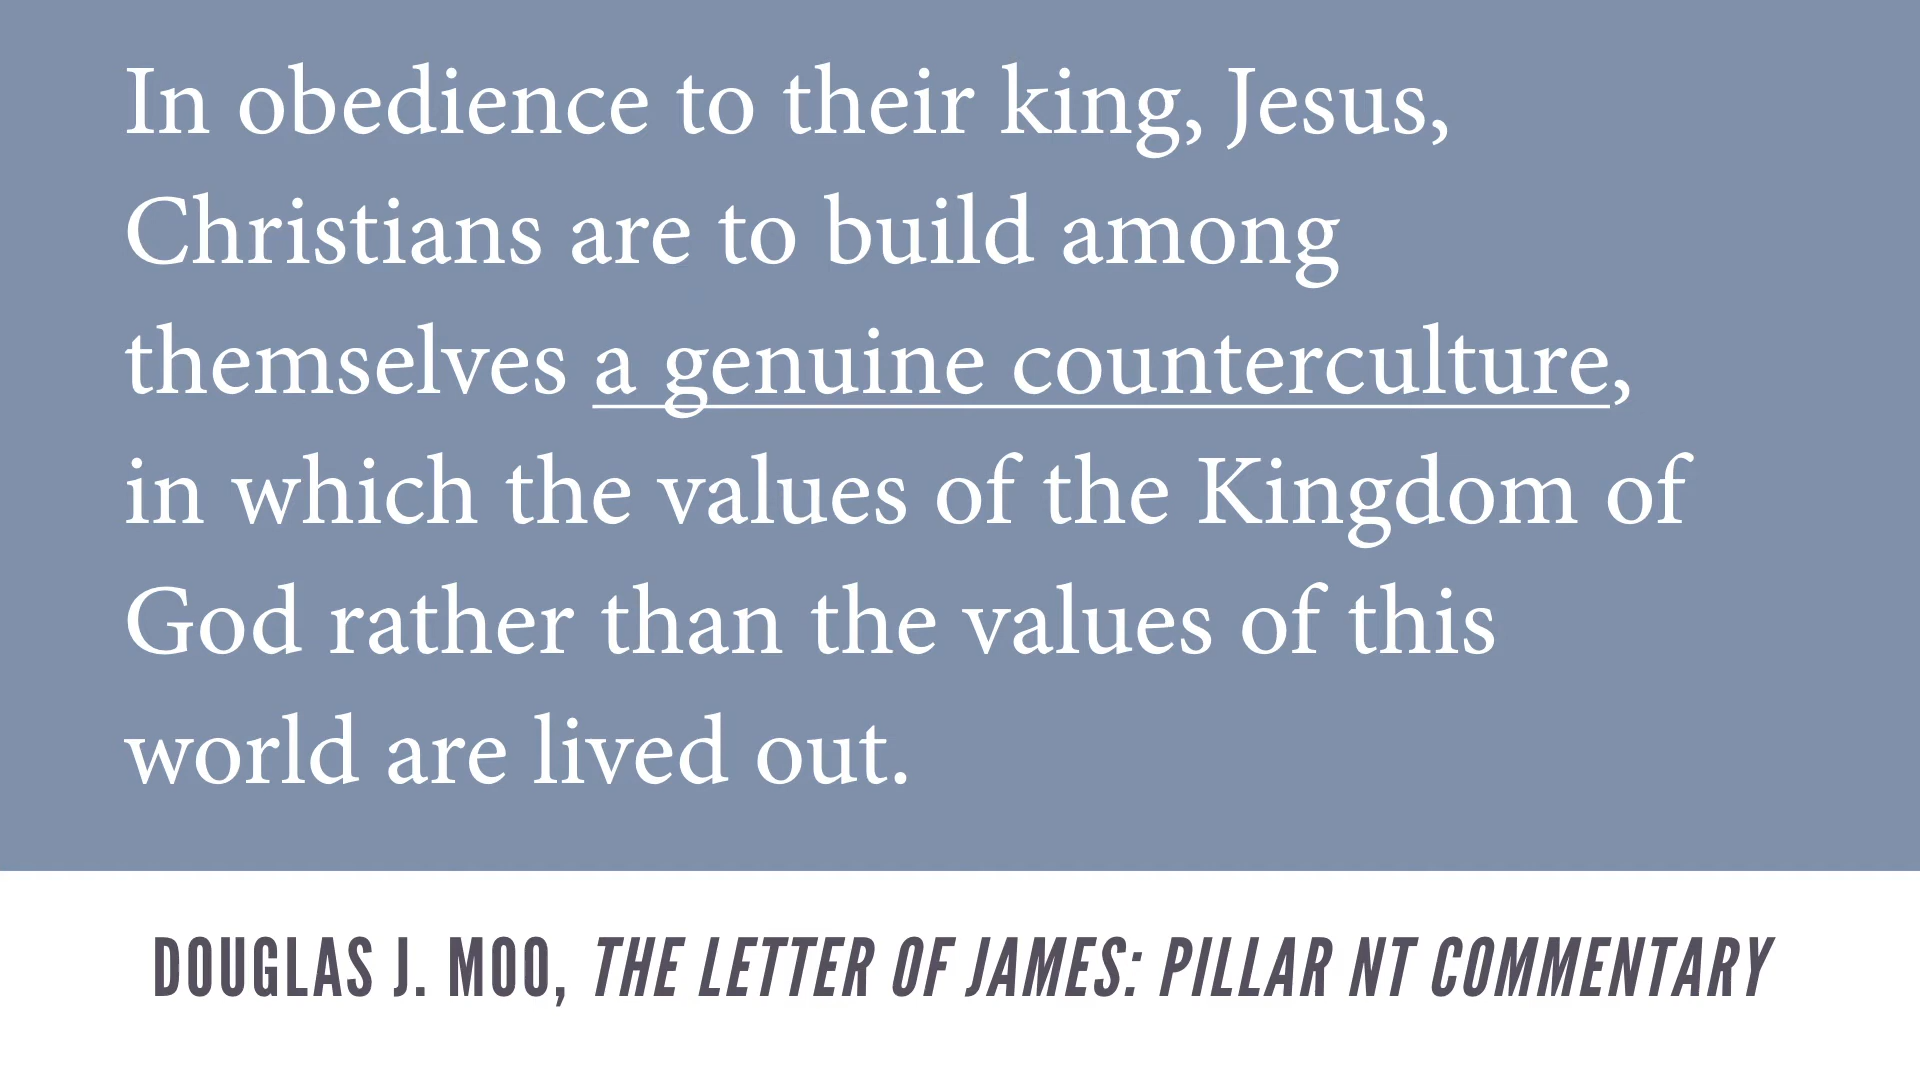 In obedience to their king, Jesus,
Christians are to build among
themselves a genuine counterculture,
in which the values of the Kingdom of
God rather than the values of this
world are lived out.
DOUGLAS J. MOO, THE LETTER OF JAMES: PILLAR NT COMMENTARY